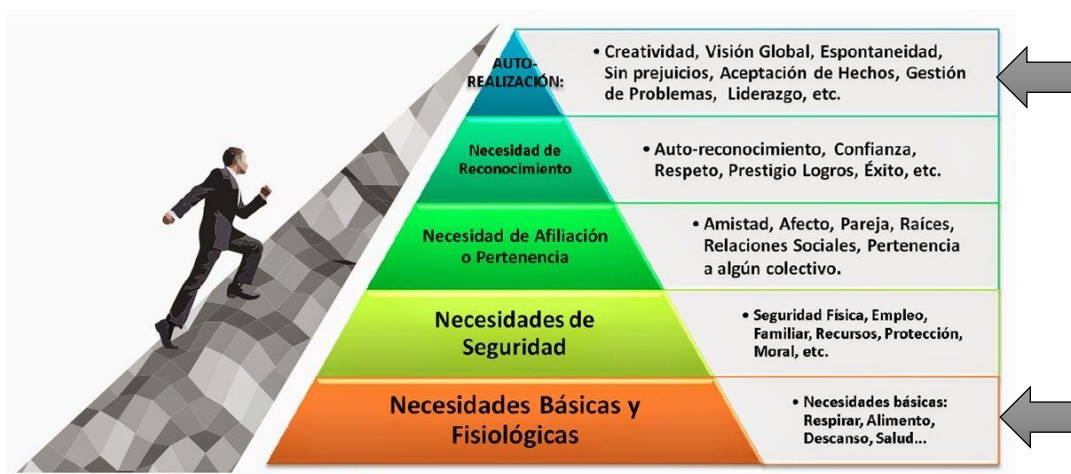 AUTO-
REALIZACIÓN:
• Creatividad, Visión Global, Espontaneidad,
Sin prejuicios, Aceptación de Hechos, Gestión
de Problemas, Liderazgo, etc.
Necesidad de
Reconocimiento
• Auto-reconocimiento, Confianza,
Respeto, Prestigio Logros, Éxito, etc.
Necesidad de Afiliación
o Pertenencia
• Amistad, Afecto, Pareja, Raíces,
Relaciones Sociales, Pertenencia
a algún colectivo.
Necesidades de
Seguridad
• Seguridad Física, Empleo,
Familiar, Recursos, Protección,
Moral, etc.
Necesidades Básicas y
Fisiológicas
• Necesidades básicas:
Respirar, Alimento,
Descanso, Salud...